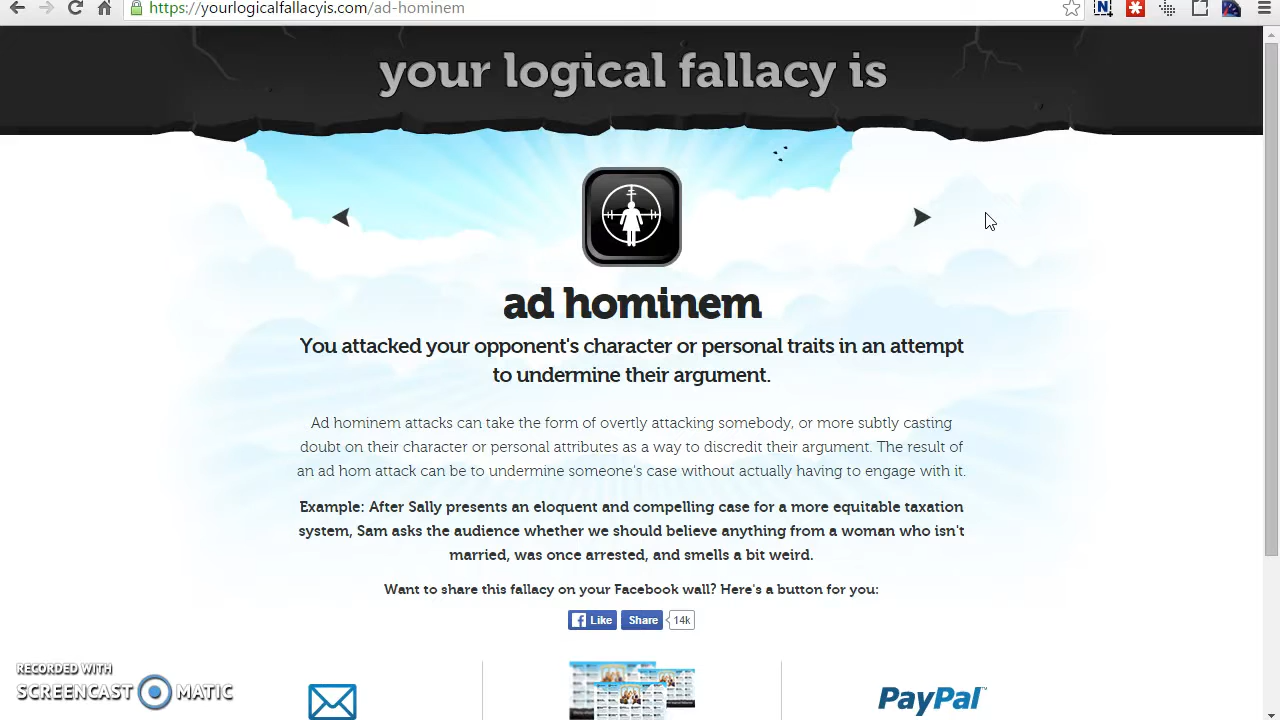 https://yourlogicalfallacyis.com/ad-hominem
your logical fallacy is
ad hominem
You attacked your opponent's character or personal traits in an attempt
to undermine their argument.
Ad hominem attacks can take the form of overtly attacking somebody, or more subtly casting
doubt on their character or personal attributes as a way to discredit their argument. The result of
an ad hom attack can be to undermine someone's case without actually having to engage with it.
Example: After Sally presents an eloquent and compelling case for a more equitable taxation
system, Sam asks the audience whether we should believe anything from a woman who isn't
married, was once arrested, and smells a bit weird.
Want to share this fallacy on your Facebook wall? Here's a button for you:
Like Share 14k
RECORDED WITH
SCREENCAST MATIC
PayPal™